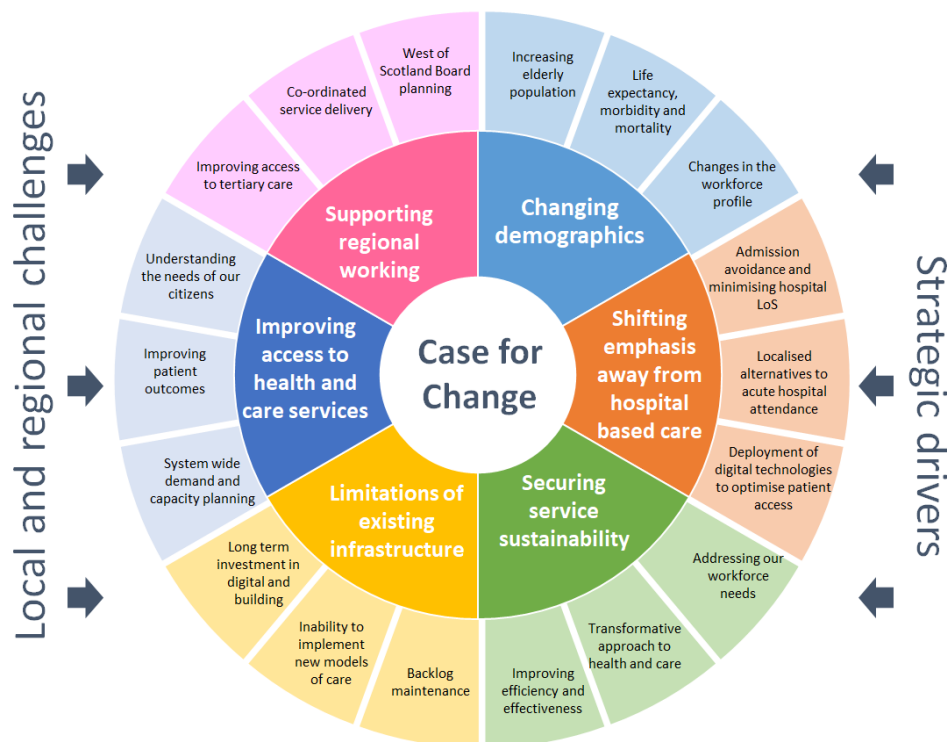 Local and regional challenges
Strategic drivers
Case for
Change
Changing
demographics
Increasing
elderly
population
Life
expectancy,
morbidity and
mortality
Changes in the
workforce
profile
Shifting
emphasis
away from
hospital
based care
Admission
avoidance and
minimising hospital
LoS
Localised
alternatives to
acute hospital
attendance
Deployment of
digital technologies
to optimise patient
access
Securing
service
sustainability
Addressing our
workforce
needs
Transformative
approach to
health and care
Improving
efficiency and
effectiveness
Limitations of
existing
infrastructure
Backlog
maintenance
Inability to
implement
new models
of care
Long term
investment in
digital and
building
Improving
access to
health and
care services
System wide
demand and
capacity planning
Improving
patient
outcomes
Understanding
the needs of our
citizens
Supporting
regional
working
Improving access
to tertiary care
Co-ordinated
service delivery
West of
Scotland Board
planning